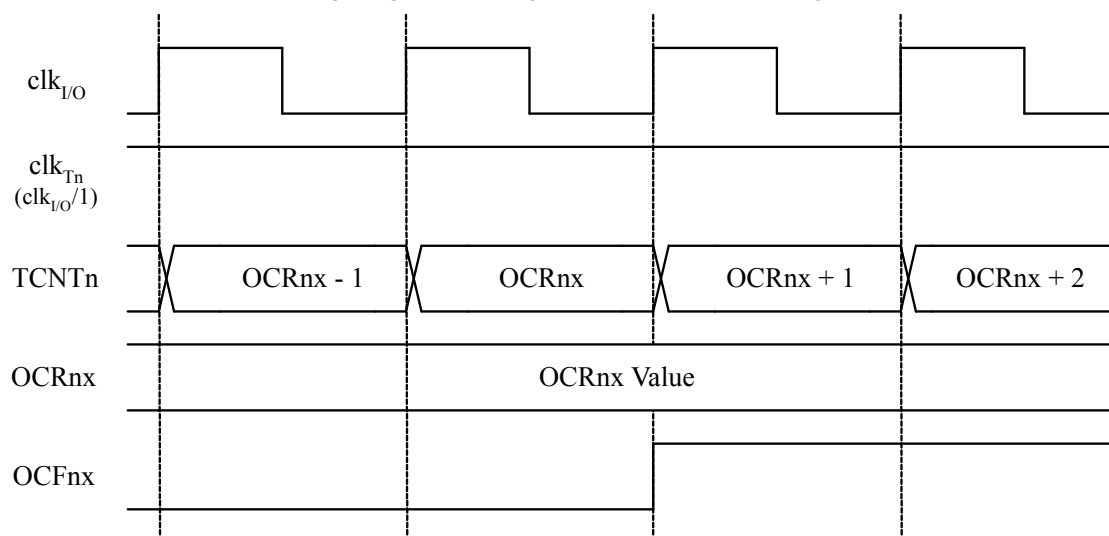 clkI/O
clkTn
(clkI/O/1)
TCNTn OCRnx - 1 OCRnx OCRnx + 1 OCRnx + 2
OCRnx OCRnx Value
OCFnx